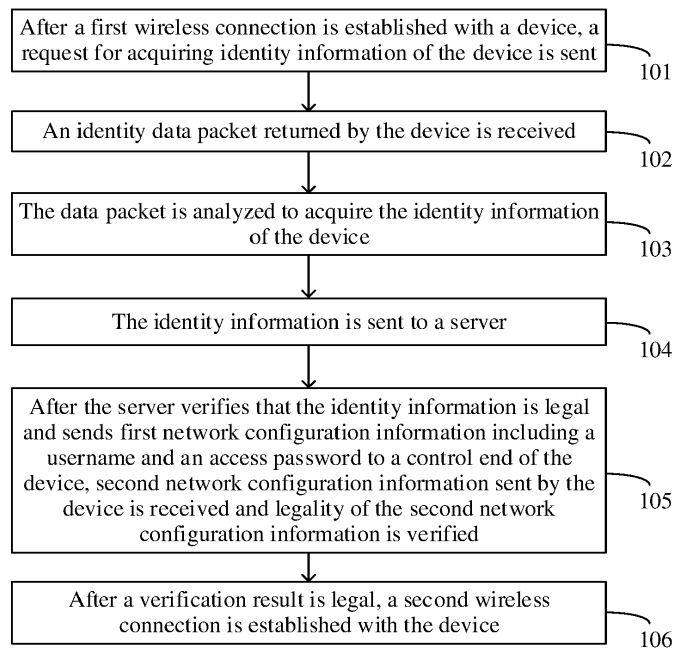 After a first wireless connection is established with a device, a
request for acquiring identity information of the device is sent
101
An identity data packet returned by the device is received
102
The data packet is analyzed to acquire the identity information
of the device
103
The identity information is sent to a server
104
After the server verifies that the identity information is legal
and sends first network configuration information including a
username and an access password to a control end of the
device, second network configuration information sent by the
device is received and legality of the second network
configuration information is verified
105
After a verification result is legal, a second wireless
connection is established with the device
106